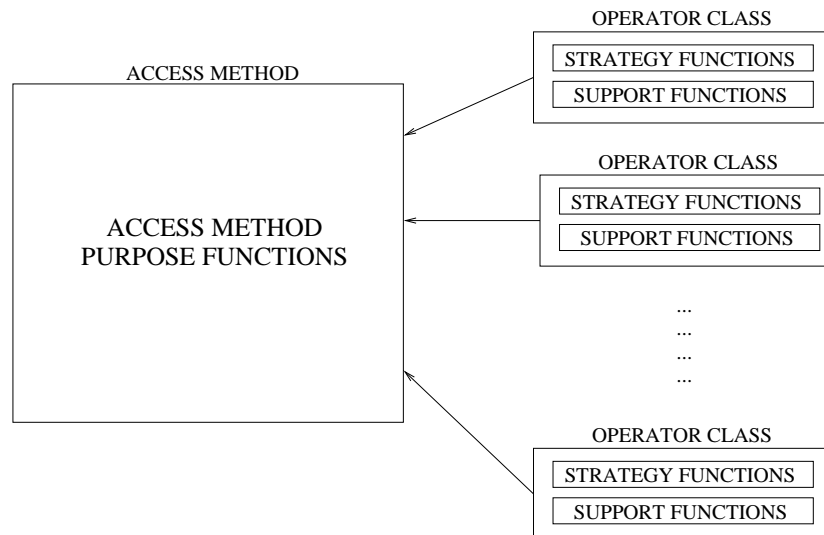 ACCESS METHOD
ACCESS METHOD
PURPOSE FUNCTIONS
OPERATOR CLASS
STRATEGY FUNCTIONS
SUPPORT FUNCTIONS
OPERATOR CLASS
STRATEGY FUNCTIONS
SUPPORT FUNCTIONS
...
...
...
...
OPERATOR CLASS
STRATEGY FUNCTIONS
SUPPORT FUNCTIONS